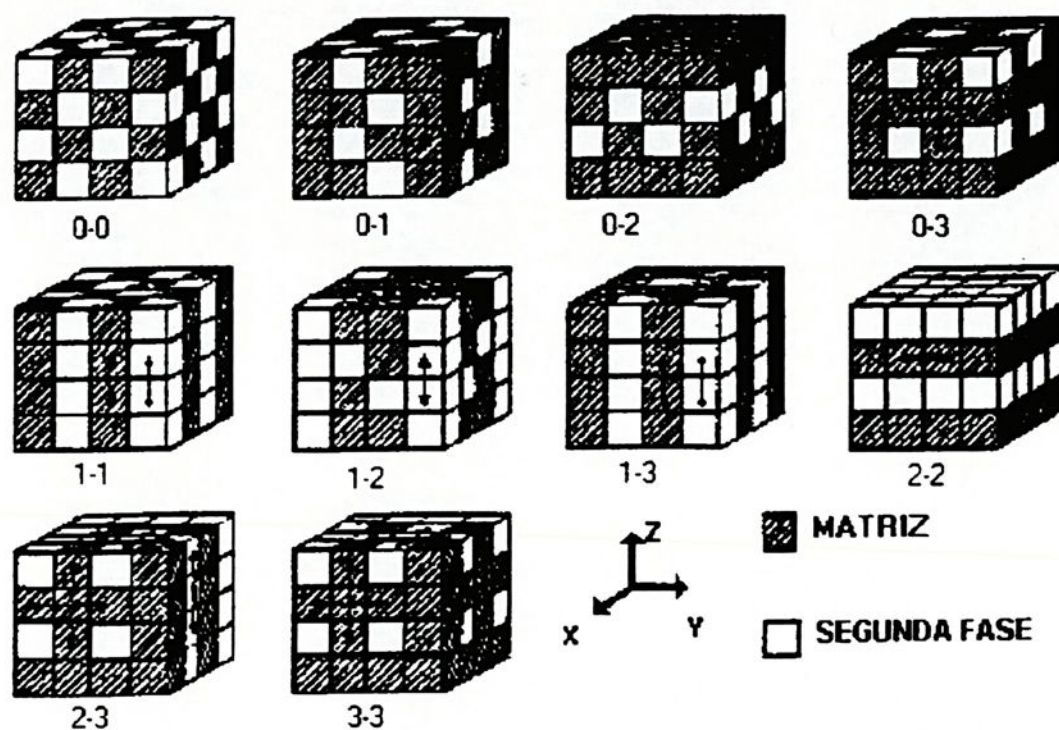 0-0
0-1
0-2
0-3
1-1
1-2
1-3
2-2
2-3
3-3
Z
X
Y
MATRIZ
SEGUNDA FASE